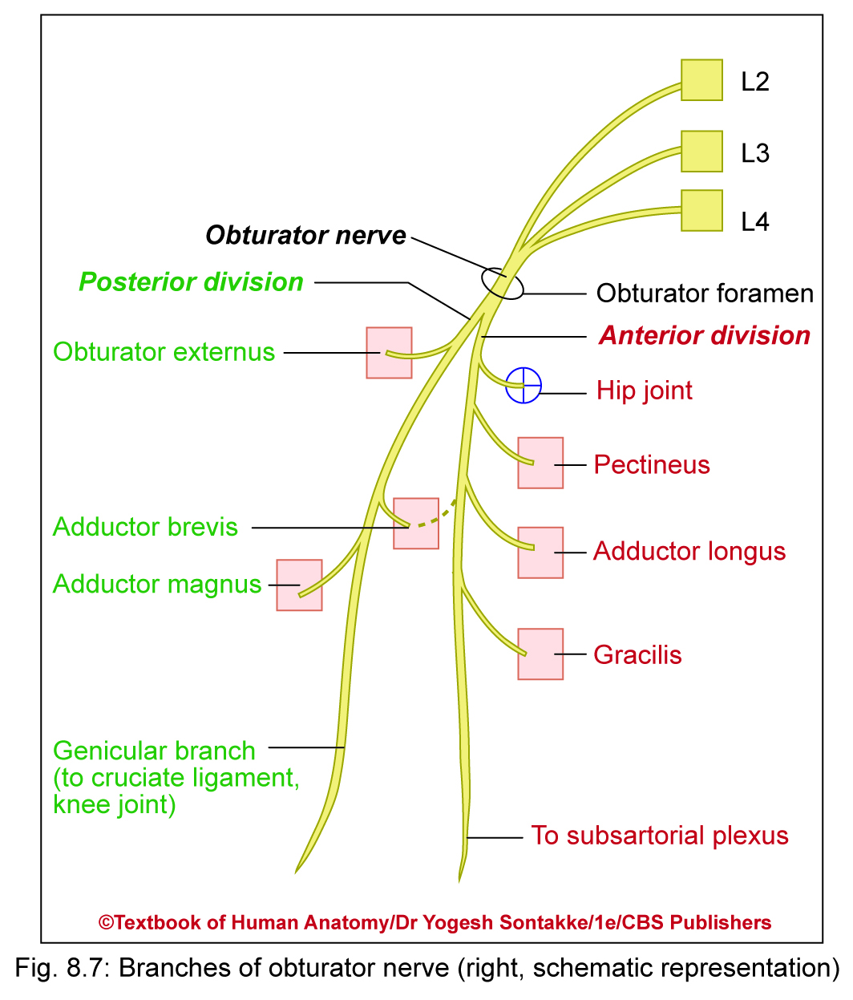 L2
L3
L4
Obturator nerve
Posterior division
Obturator foramen
Anterior division
Obturator externus
Hip joint
Pectineus
Adductor brevis
Adductor longus
Adductor magnus
Gracilis
Genicular branch
(to cruciate ligament,
knee joint)
To subsartorial plexus
©Textbook of Human Anatomy/Dr Yogesh Sontakke/1e/CBS Publishers
Fig. 8.7: Branches of obturator nerve (right, schematic representation)